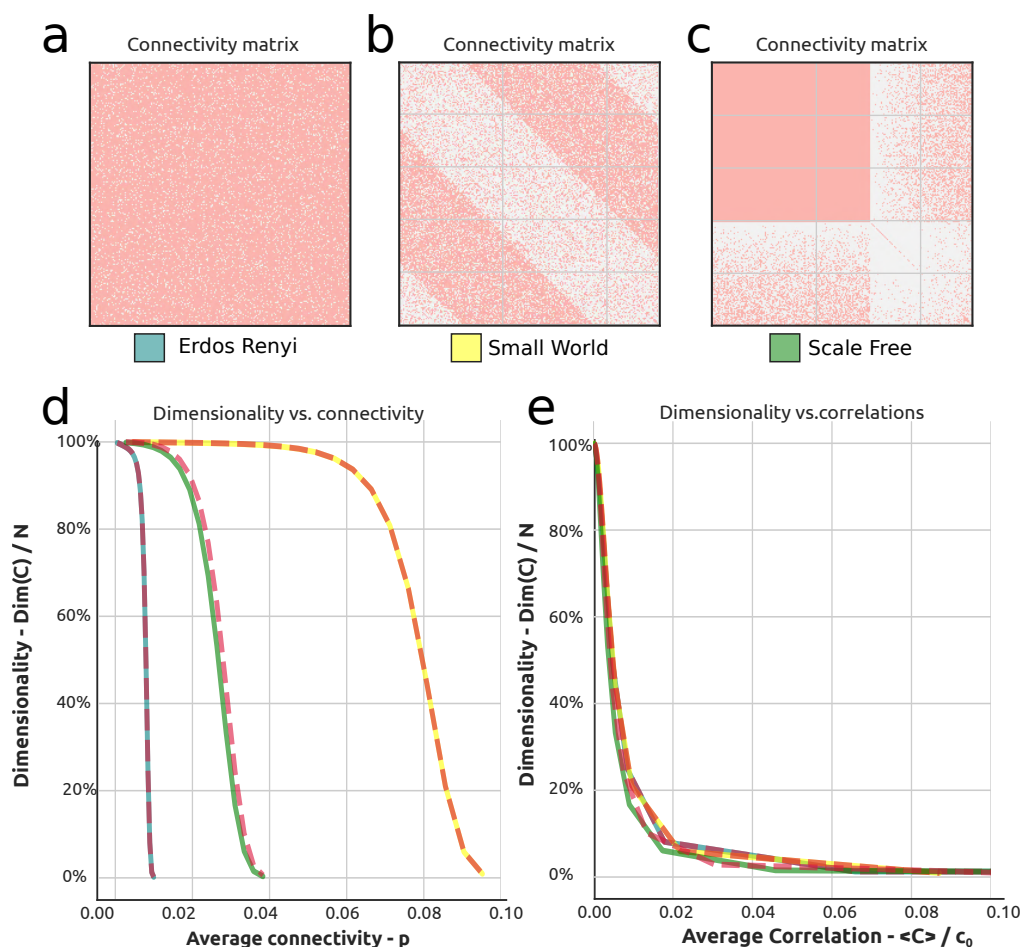 a
Connectivity matrix
b
Connectivity matrix
c
Connectivity matrix
Erdos Renyi
Small World
Scale Free
d
Dimensionality vs. connectivity
100%
80%
60%
40%
20%
0%
Dimensionality - Dim(C) / N
0.00 0.02 0.04 0.06 0.08 0.10
Average connectivity - p
e
Dimensionality vs.correlations
100%
80%
60%
40%
20%
0%
Dimensionality - Dim(C) / N
0.00 0.02 0.04 0.06 0.08 0.10
Average Correlation - <C> / c₀